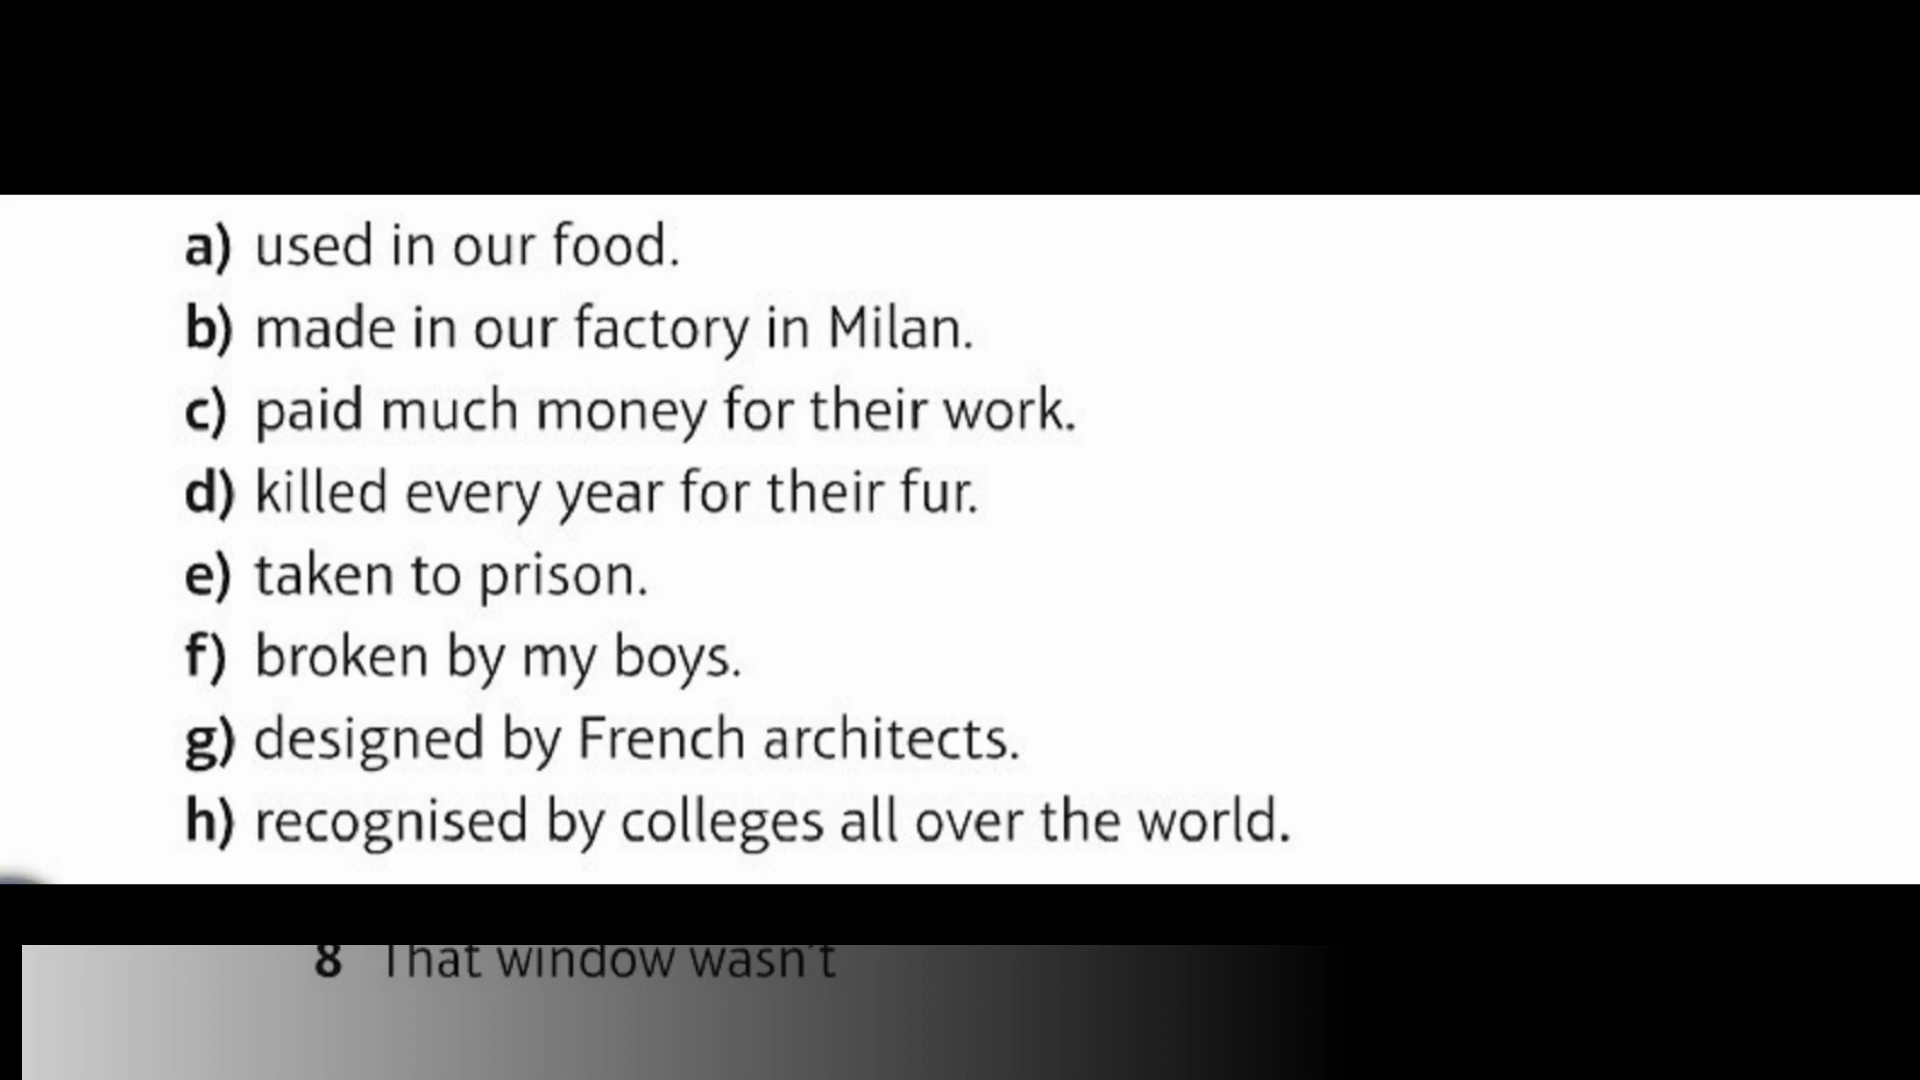 a) used in our food.
b) made in our factory in Milan.
c) paid much money for their work.
d) killed every year for their fur.
e) taken to prison.
f) broken by my boys.
g) designed by French architects.
h) recognised by colleges all over the world.
8 That window wasn't